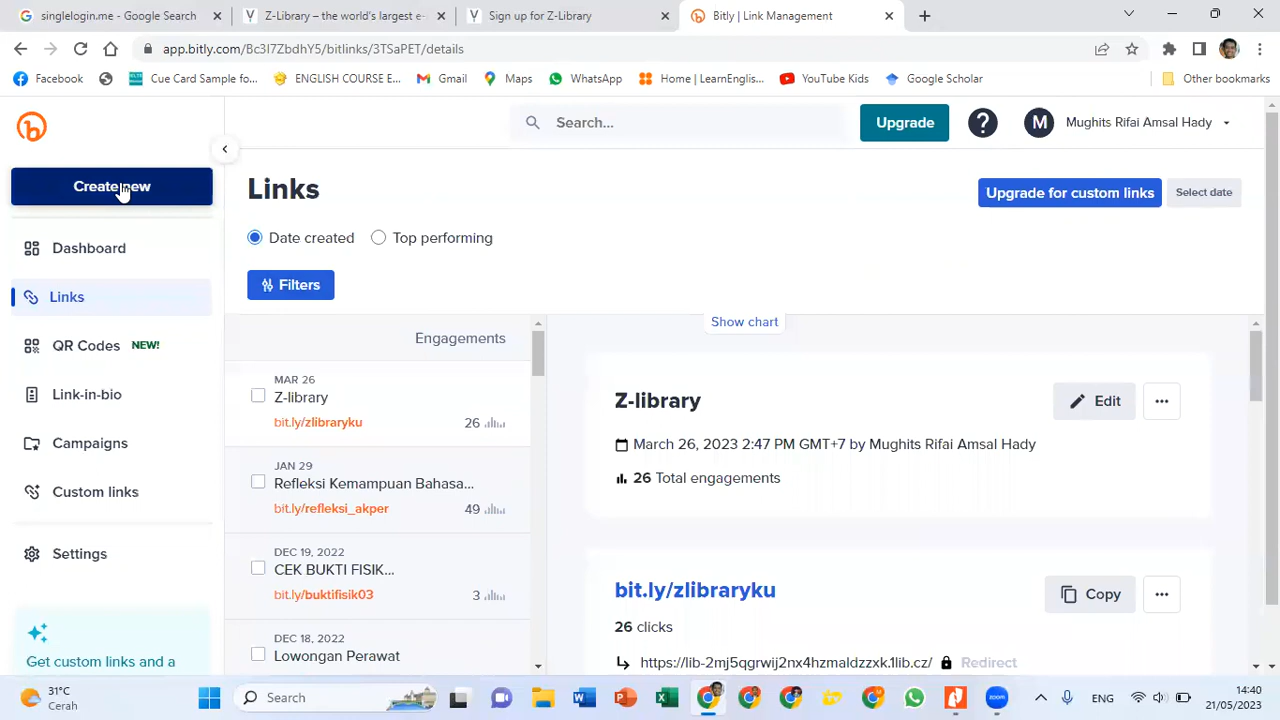 singlelogin.me - Google Search
Z-Library – the world's largest e-
Sign up for Z-Library
Bitly | Link Management
app.bitly.com/Bc3I7ZbdhY5/bitlinks/3TSaPET/details
Facebook
Cue Card Sample fo...
ENGLISH COURSE E...
Gmail
Maps
WhatsApp
Home | LearnEnglis...
YouTube Kids
Google Scholar
Other bookmarks
Search...
Upgrade
?
M
Mughits Rifai Amsal Hady
Create new
Links
Upgrade for custom links
Select date
Date created
Top performing
Dashboard
Links
QR Codes NEW!
Link-in-bio
Campaigns
Custom links
Settings
Get custom links and a
Filters
Show chart
Engagements
MAR 26
Z-library
bit.ly/zlibraryku 26
JAN 29
Refleksi Kemampuan Bahasa...
bit.ly/refleksi_akper 49
DEC 19, 2022
CEK BUKTI FISIK...
bit.ly/buktifisik03 3
DEC 18, 2022
Lowongan Perawat
Z-library
Edit
March 26, 2023 2:47 PM GMT+7 by Mughits Rifai Amsal Hady
26 Total engagements
bit.ly/zlibraryku
Copy
26 clicks
https://lib-2mj5qgrwij2nx4hzmaldzzxk.1lib.cz/ Redirect
31°C
Cerah
Search
ENG
14:40
21/05/2023